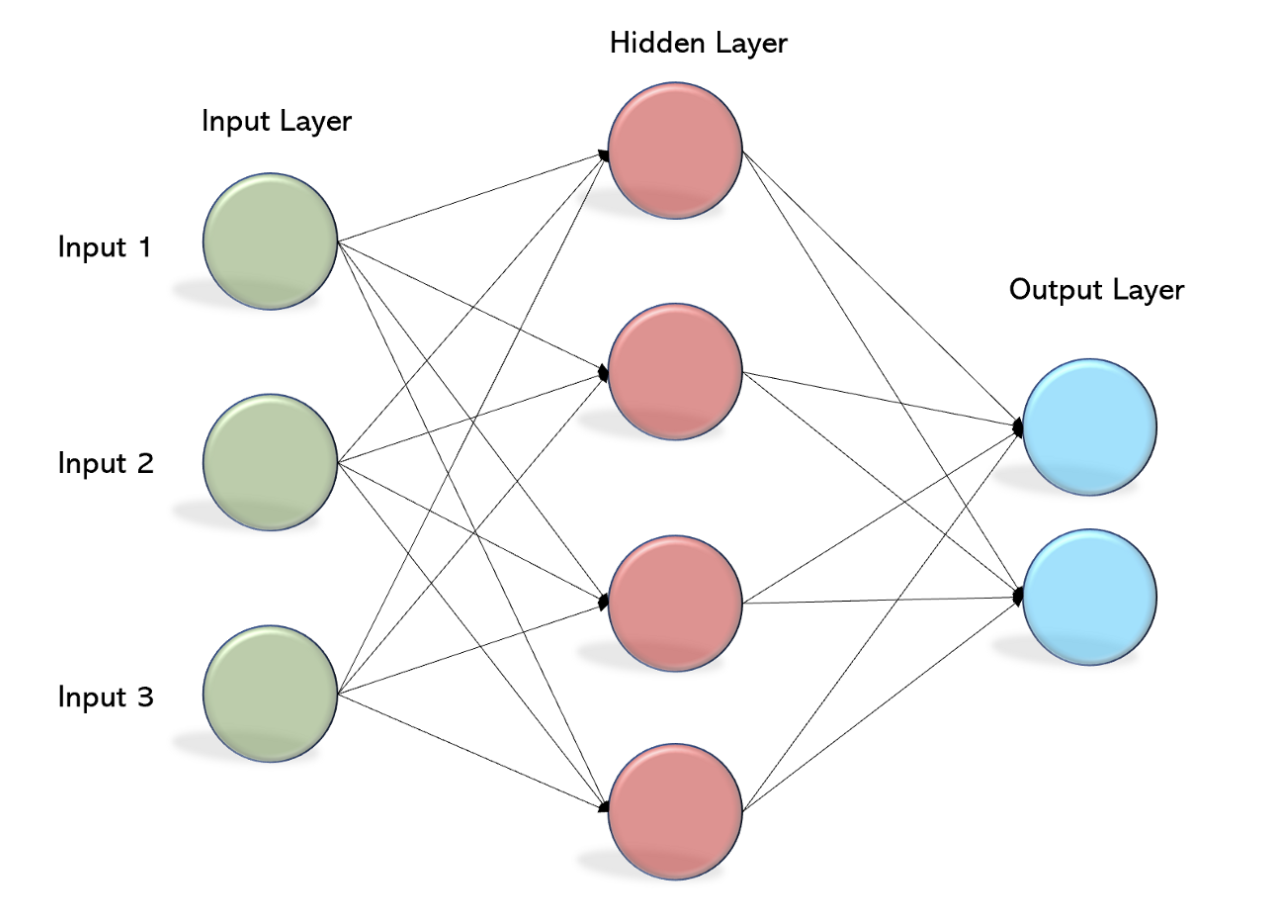 Hidden Layer
Input Layer
Input 1
Output Layer
Input 2
Input 3